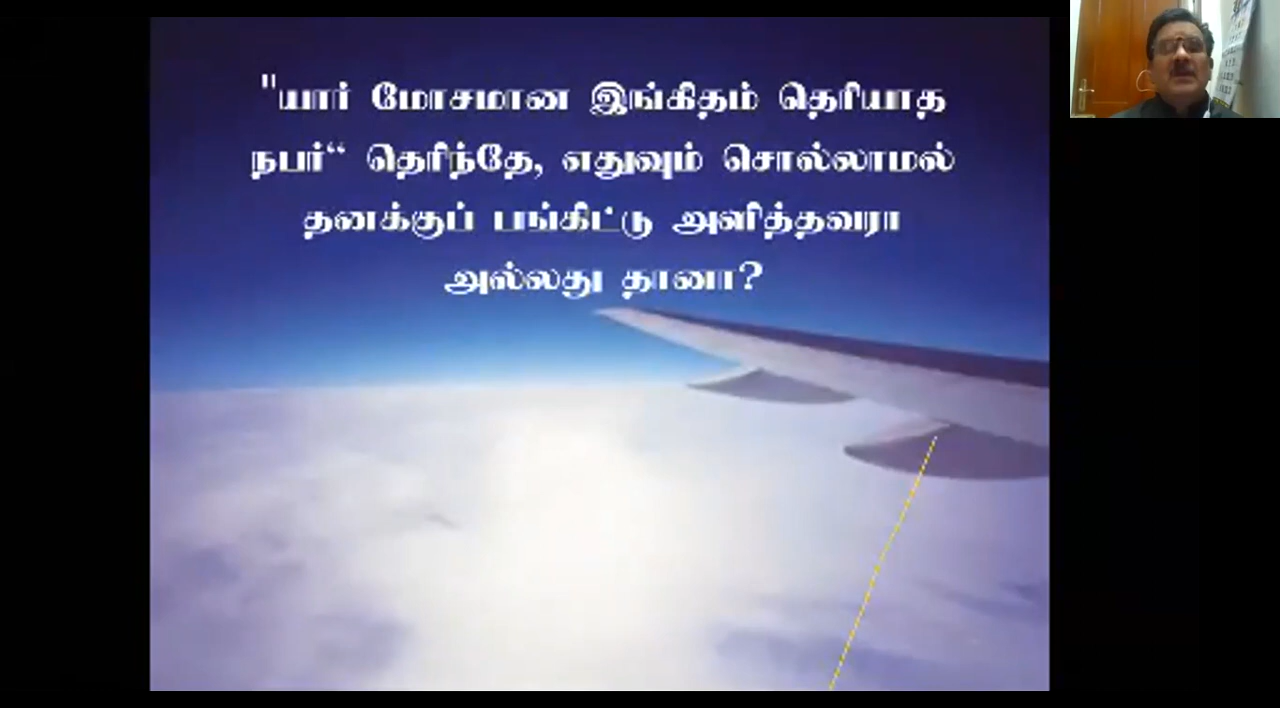 "யார் மோசமான இங்கிதம் தெரியாத
நபர்“ தெரிந்தே, எதுவும் சொல்லாமல்
தனக்குப் பங்கிட்டு அளித்தவரா
அல்லது தானா?